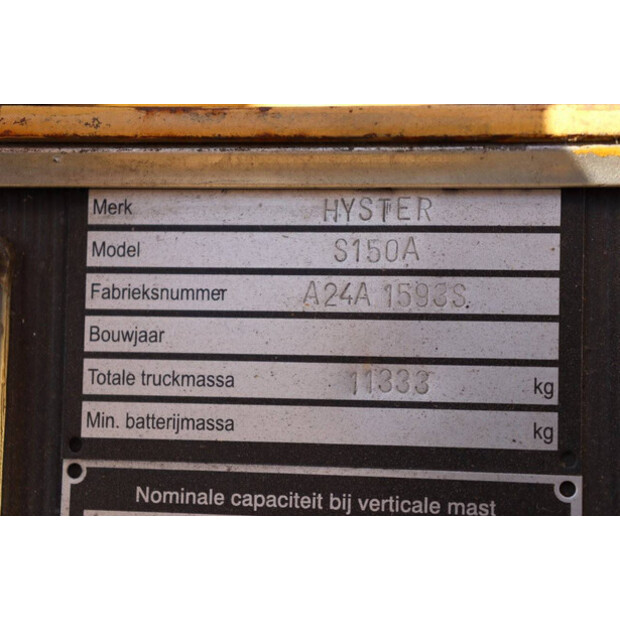 Merk HYSTER
Model S150A
Fabrieksnummer A24A 1593S
Bouwjaar
Totale truckmassa 11333 kg
Min. batterijmassa kg
Nominale capaciteit bij verticale mast